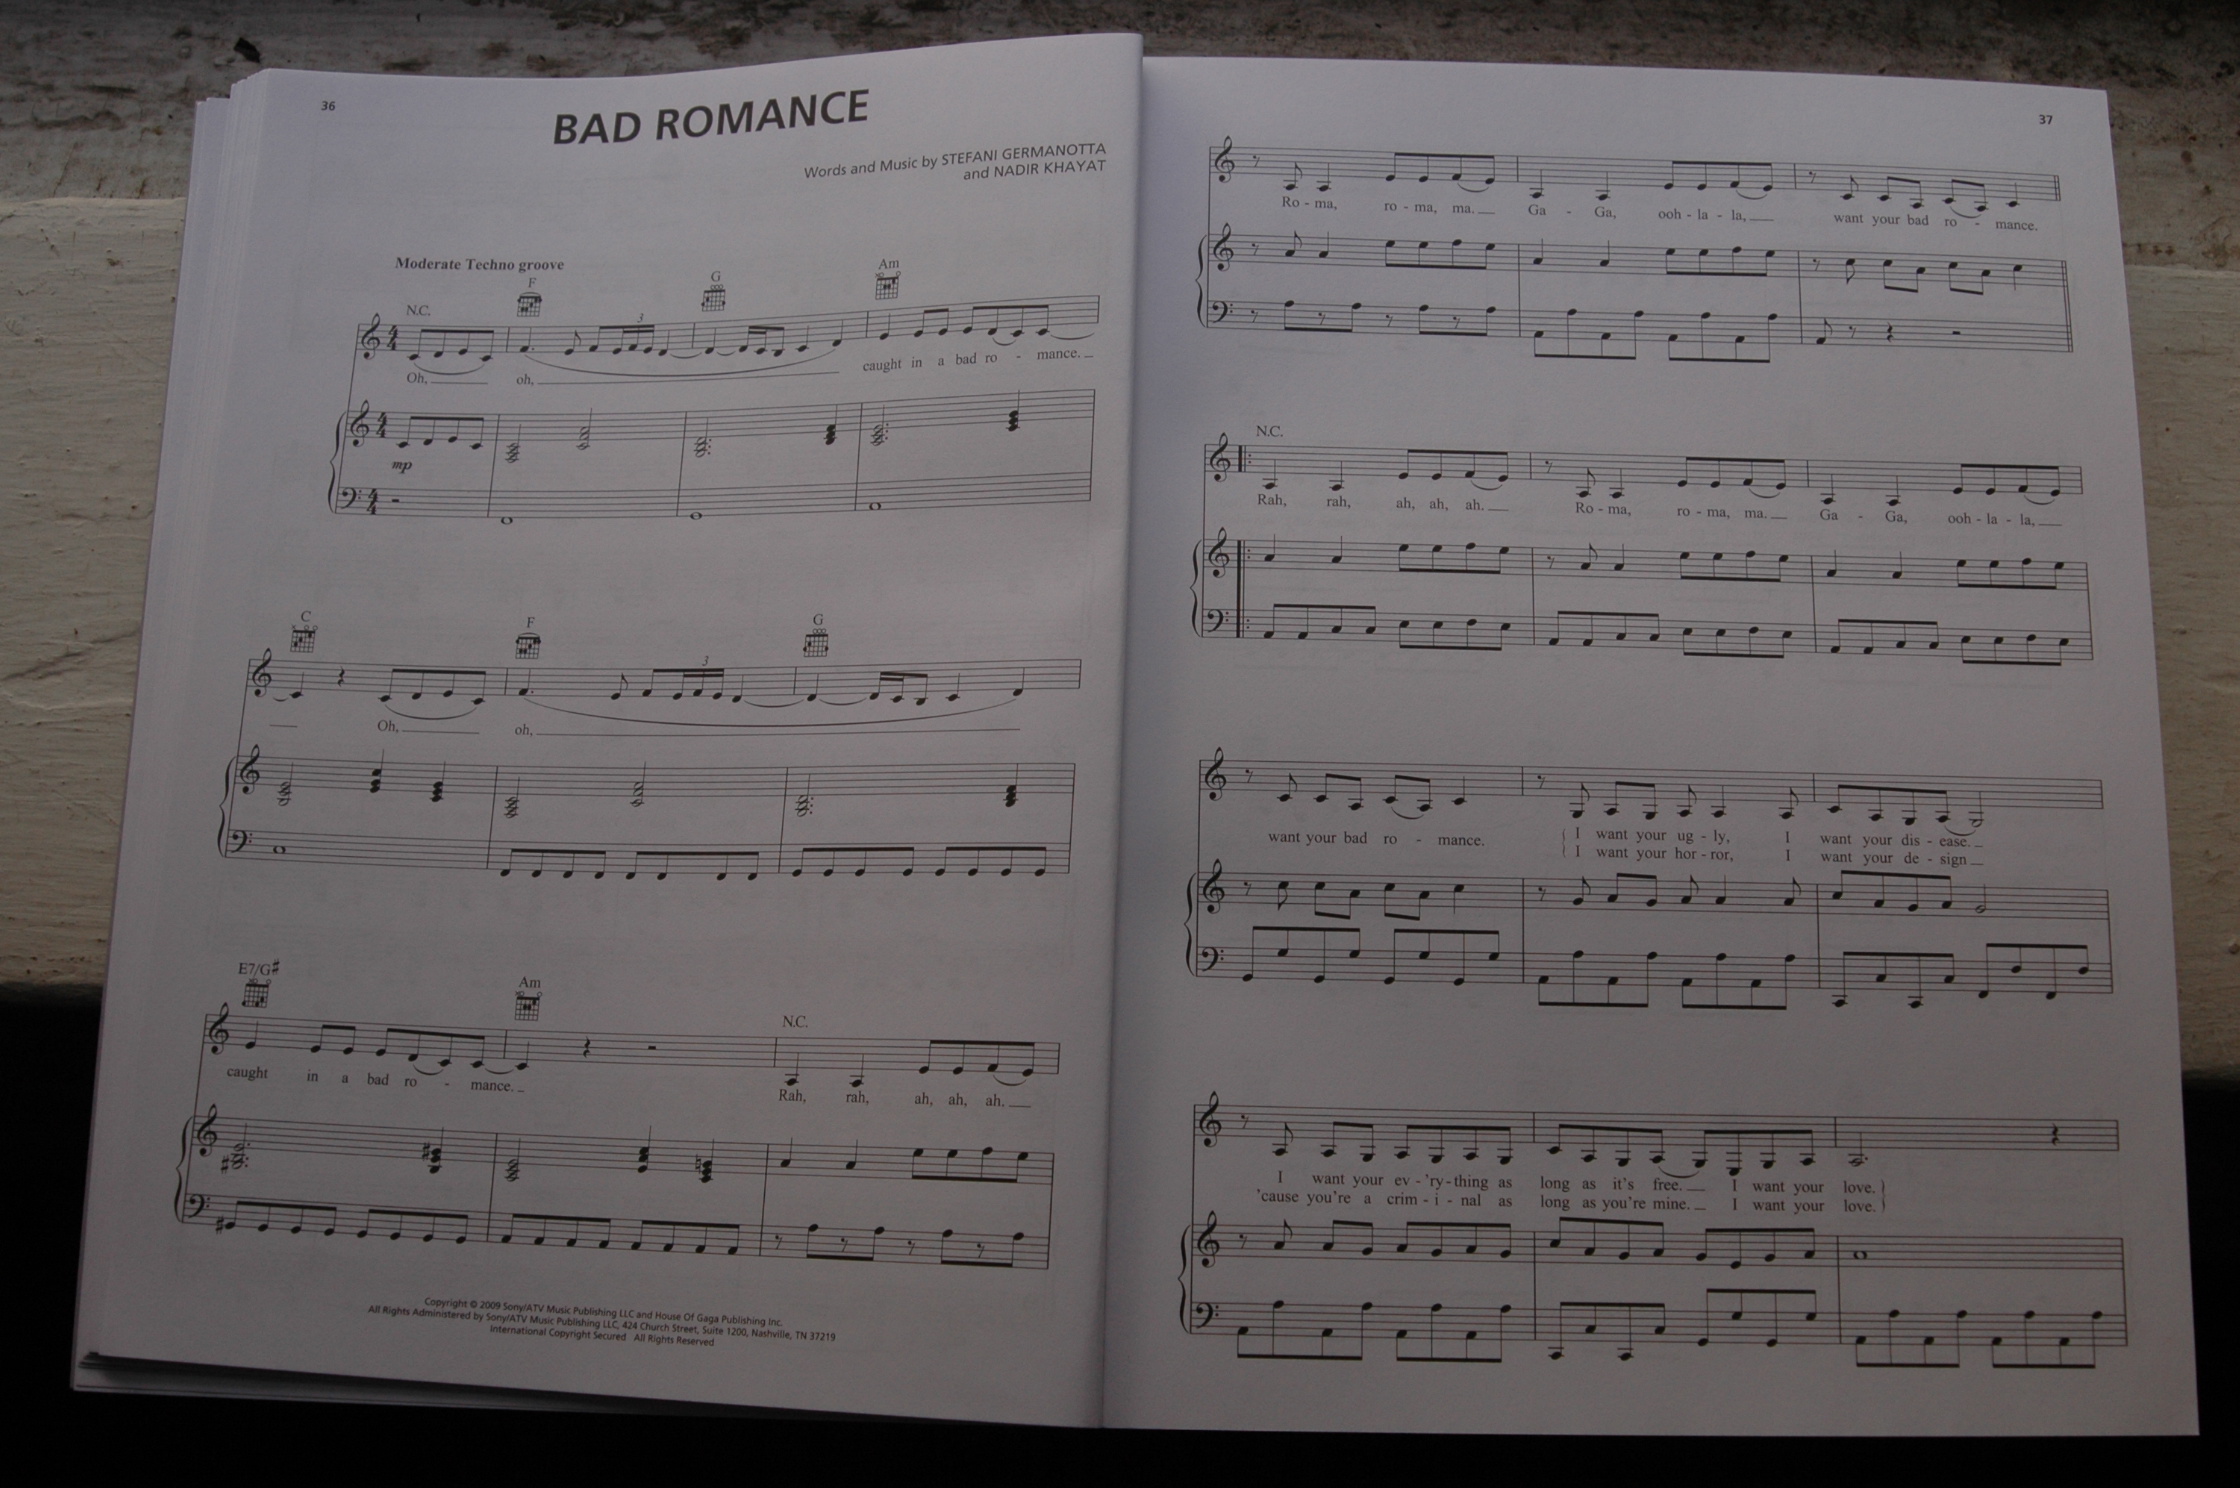 36
BAD ROMANCE
Words and Music by STEFANI GERMANOTTA
and NADIR KHAYAT
Moderate Techno groove
N.C. F G Am
3
Oh, oh, caught in a bad ro - mance.
mp
C F G
3
Oh, oh,
E7/G# Am N.C.
caught in a bad ro - mance. Rah, rah, ah, ah, ah.
Copyright © 2009 Sony/ATV Music Publishing LLC and House Of Gaga Publishing Inc.
All Rights Administered by Sony/ATV Music Publishing LLC, 424 Church Street, Suite 1200, Nashville, TN 37219
International Copyright Secured All Rights Reserved
37
Ro - ma, ro - ma, ma. Ga - Ga, ooh - la - la, want your bad ro - mance.
N.C.
Rah, rah, ah, ah, ah. Ro - ma, ro - ma, ma. Ga - Ga, ooh - la - la,
want your bad ro - mance. I want your ug - ly, I want your dis - ease.
I want your hor - ror, I want your de - sign
I want your ev - 'ry - thing as long as it's free. I want your love.
'cause you're a crim - i - nal as long as you're mine. I want your love.